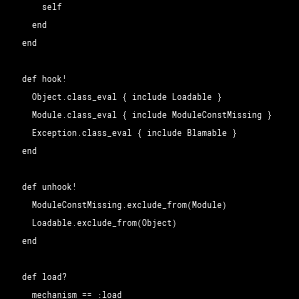 self
end
end
def hook!
Object.class_eval { include Loadable }
Module.class_eval { include ModuleConstMissing }
Exception.class_eval { include Blamable }
end
def unhook!
ModuleConstMissing.exclude_from(Module)
Loadable.exclude_from(Object)
end
def load?
mechanism == :load